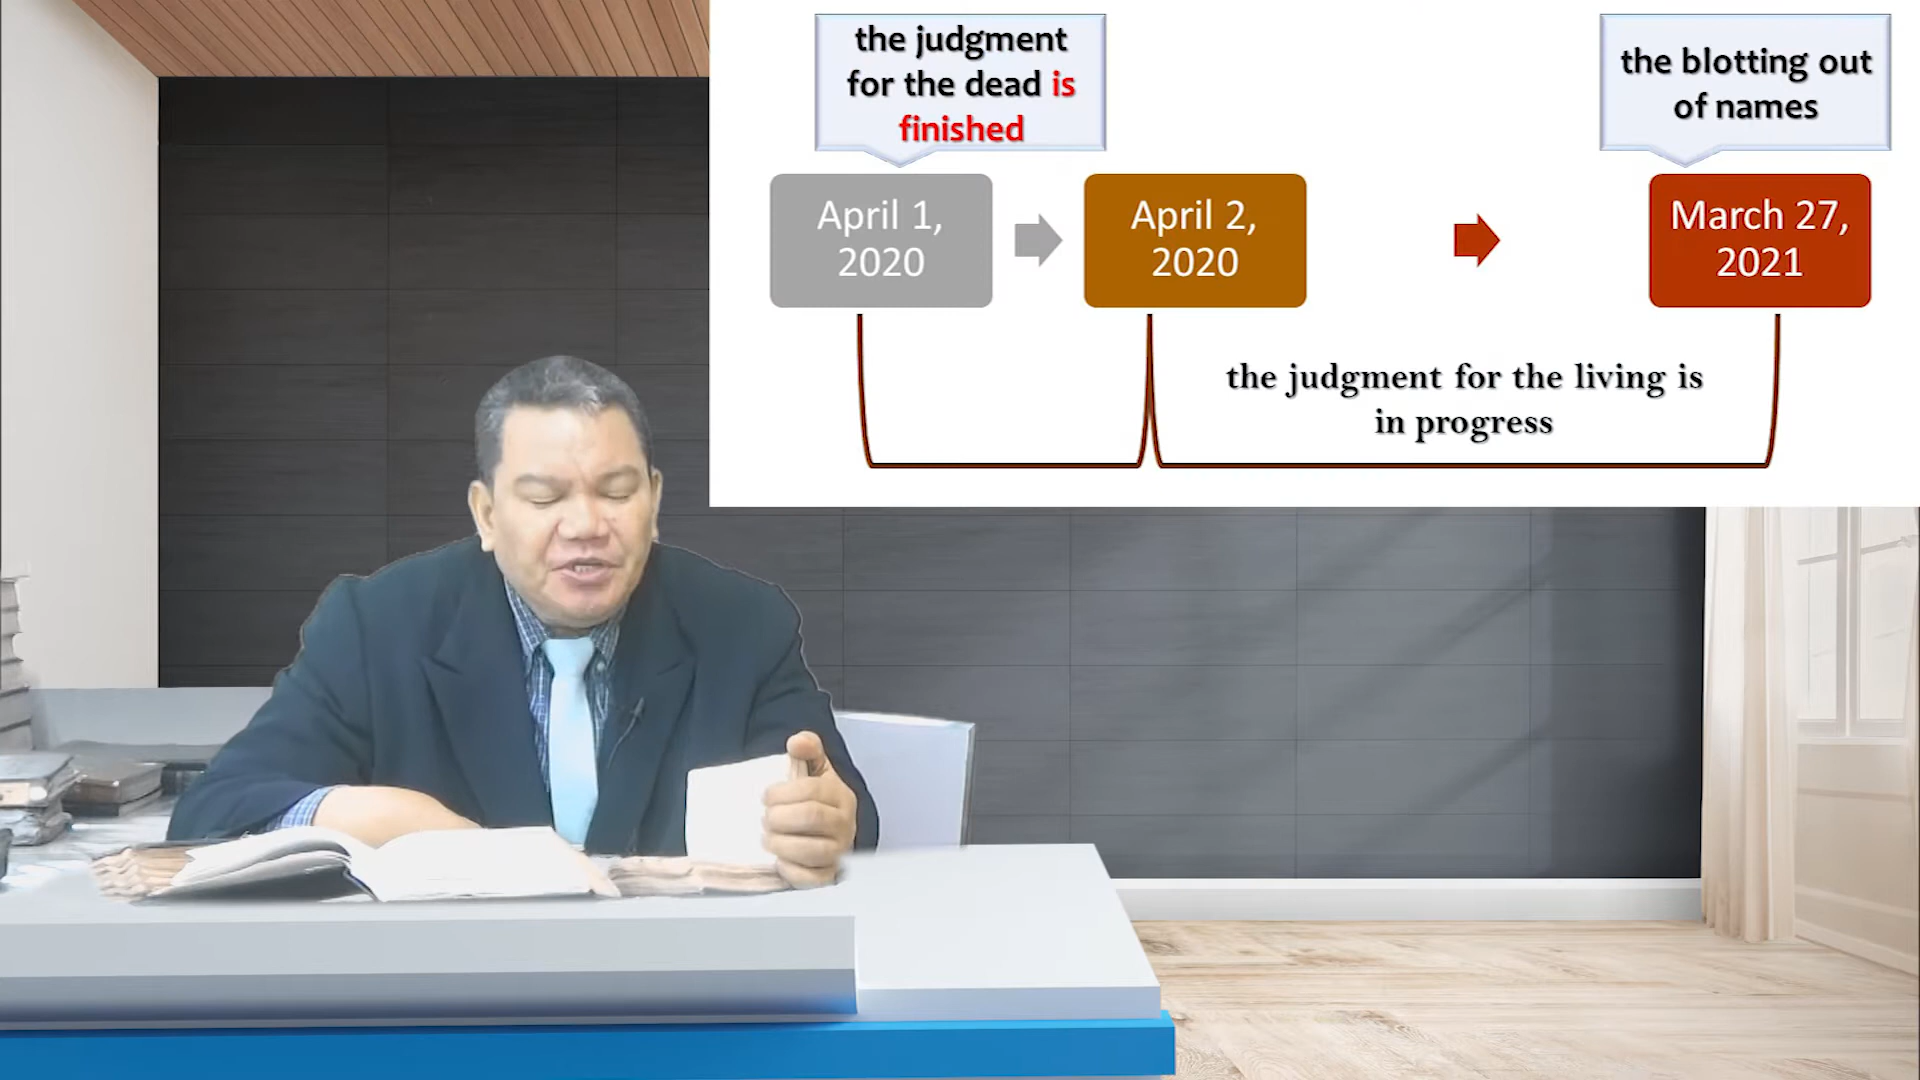 the judgment
for the dead is
finished
the blotting out
of names
April 1,
2020
April 2,
2020
March 27,
2021
the judgment for the living is
in progress